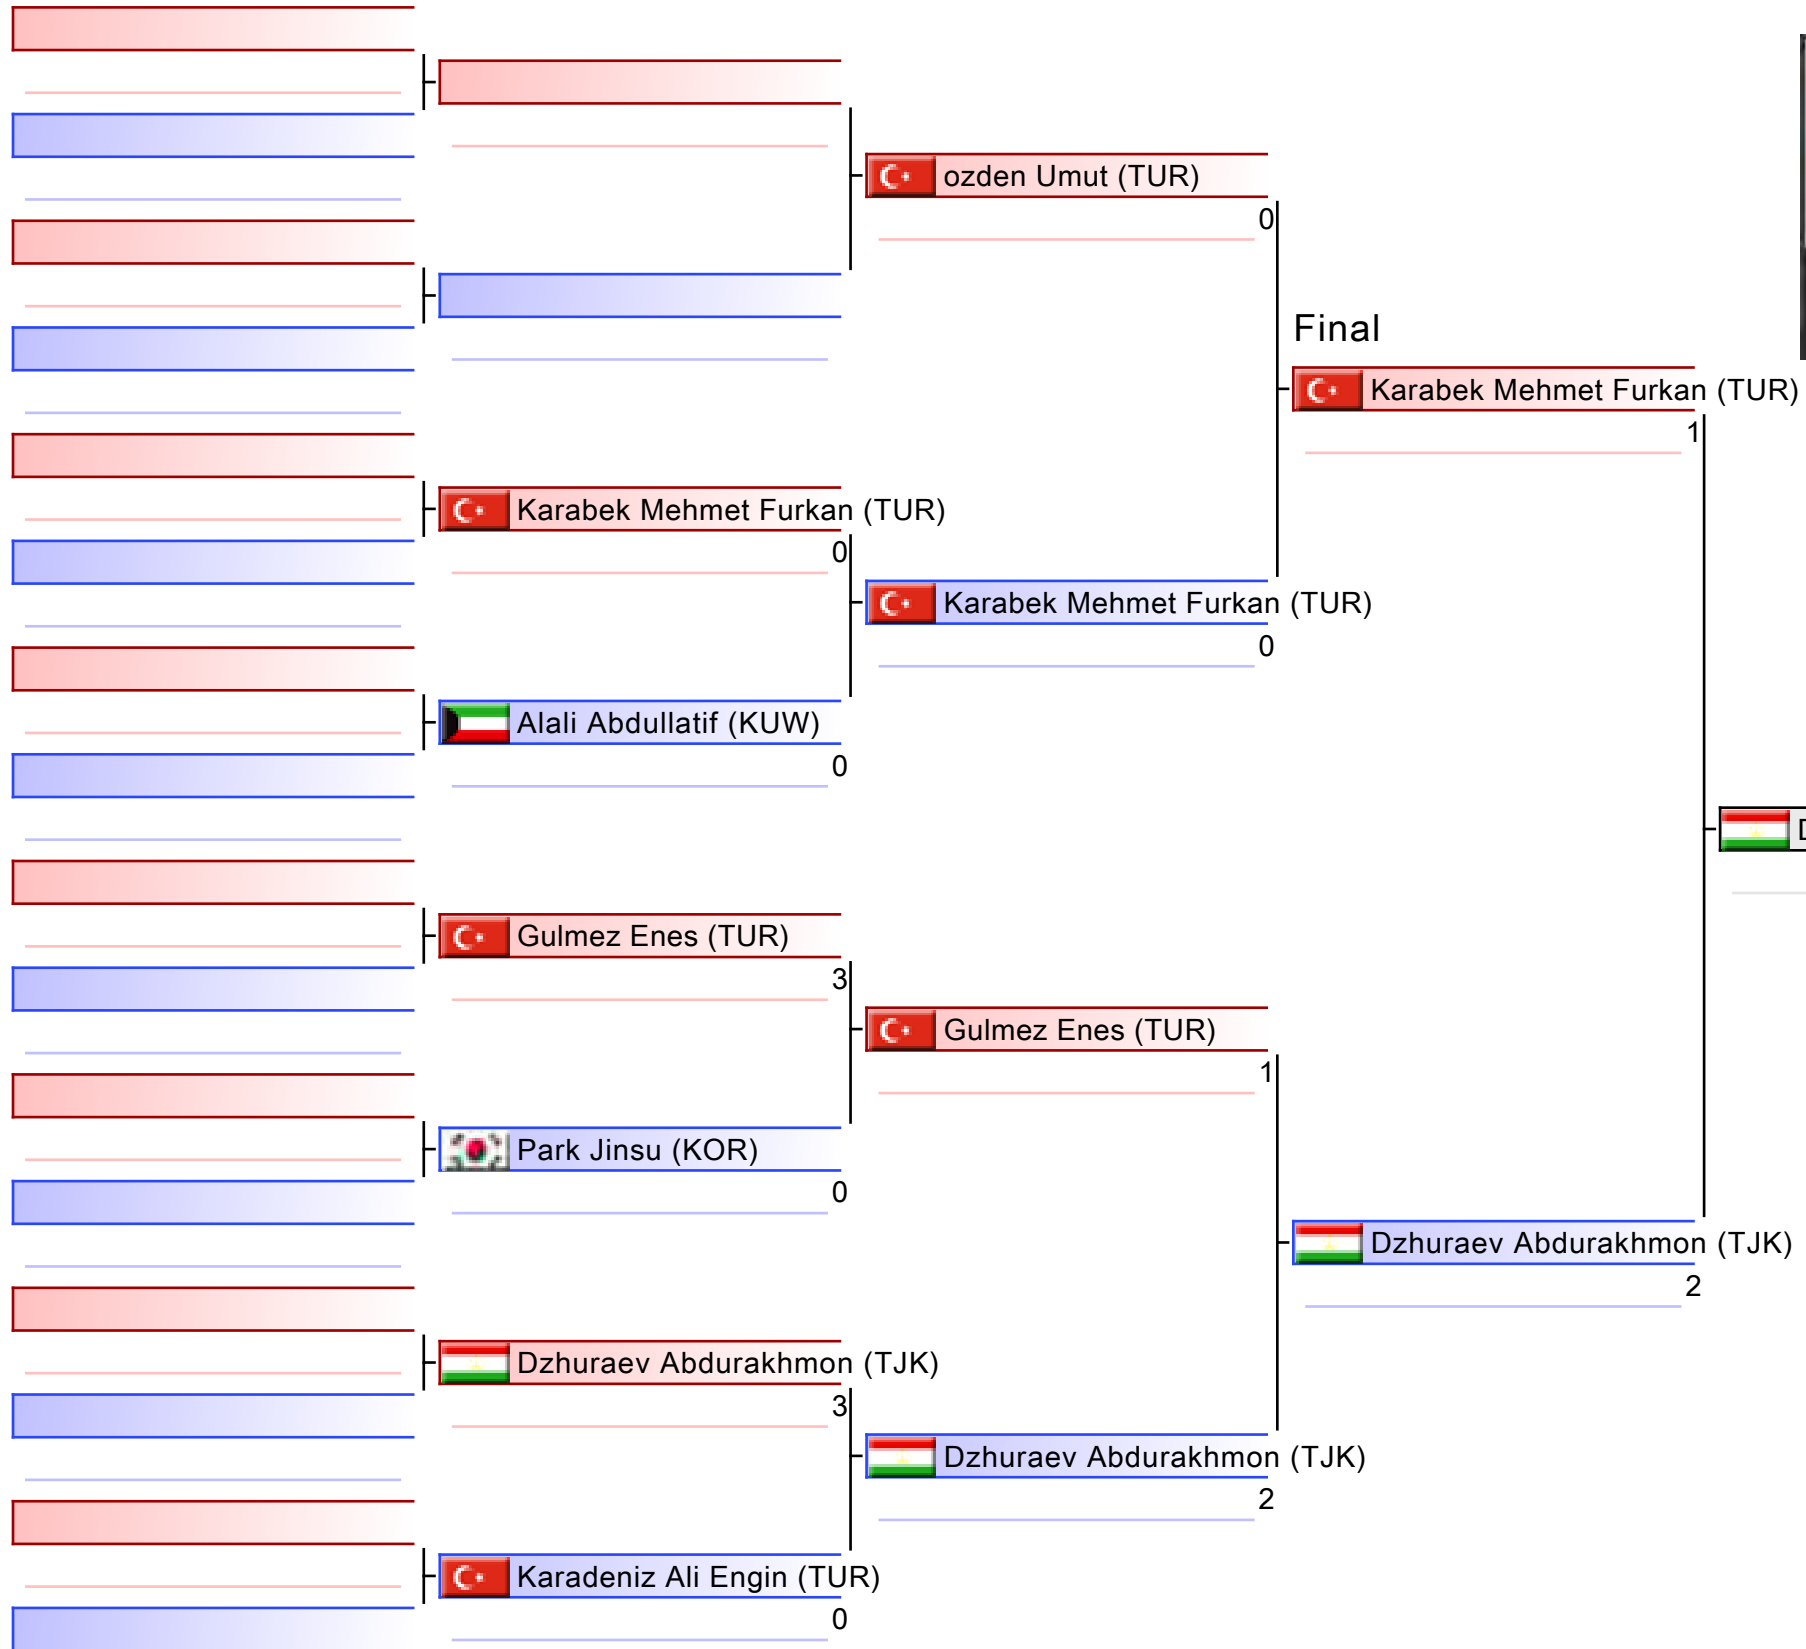 ozden Umut (TUR)
0
Final
Karabek Mehmet Furkan (TUR)
1
Karabek Mehmet Furkan (TUR)
0
Karabek Mehmet Furkan (TUR)
0
Alali Abdullatif (KUW)
0
D
Gulmez Enes (TUR)
3
Gulmez Enes (TUR)
1
Park Jinsu (KOR)
0
Dzhuraev Abdurakhmon (TJK)
2
Dzhuraev Abdurakhmon (TJK)
3
Dzhuraev Abdurakhmon (TJK)
2
Karadeniz Ali Engin (TUR)
0